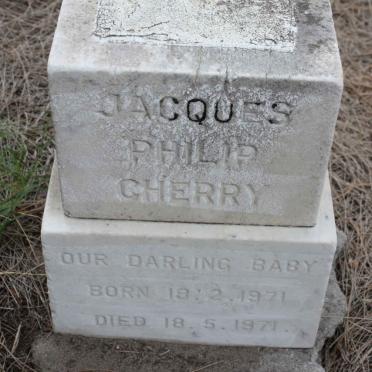 JACQUES
PHILIP
CHERRY
OUR DARLING BABY
BORN 19.2.1971
DIED 18.5.1971.